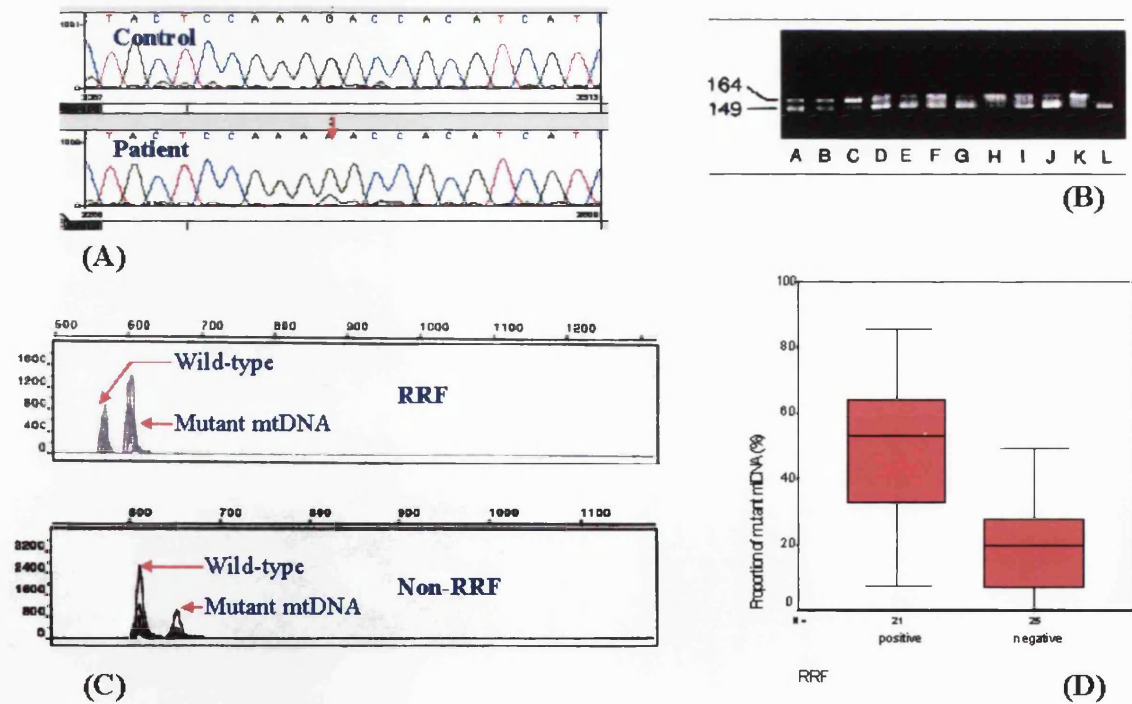 T A C T C C A A A G A C C A C A T C A T
Control
T A C T C C A A A A A C C A C A T C A T
Patient
(A)
164
149
A B C D E F G H I J K L
(B)
500 600 700 800 900 1000 1100 1200
1600
1200
800
400
0
Wild-type
RRF
Mutant mtDNA
600 700 800 900 1000 1100
3200
2400
1600
800
0
Wild-type
Non-RRF
Mutant mtDNA
(C)
100
80
60
40
20
0
Proportion of mutant mtDNA (%)
21
positive
negative
RRF
(D)